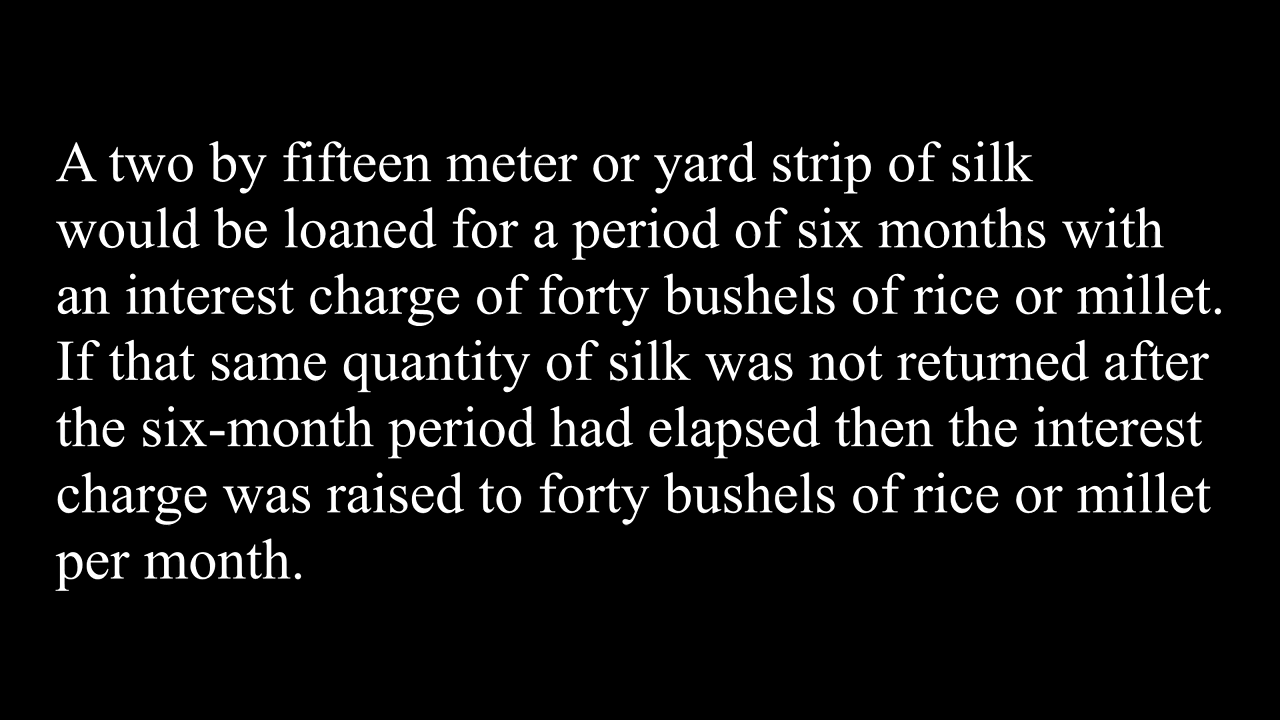 A two by fifteen meter or yard strip of silk
would be loaned for a period of six months with
an interest charge of forty bushels of rice or millet.
If that same quantity of silk was not returned after
the six-month period had elapsed then the interest
charge was raised to forty bushels of rice or millet
per month.